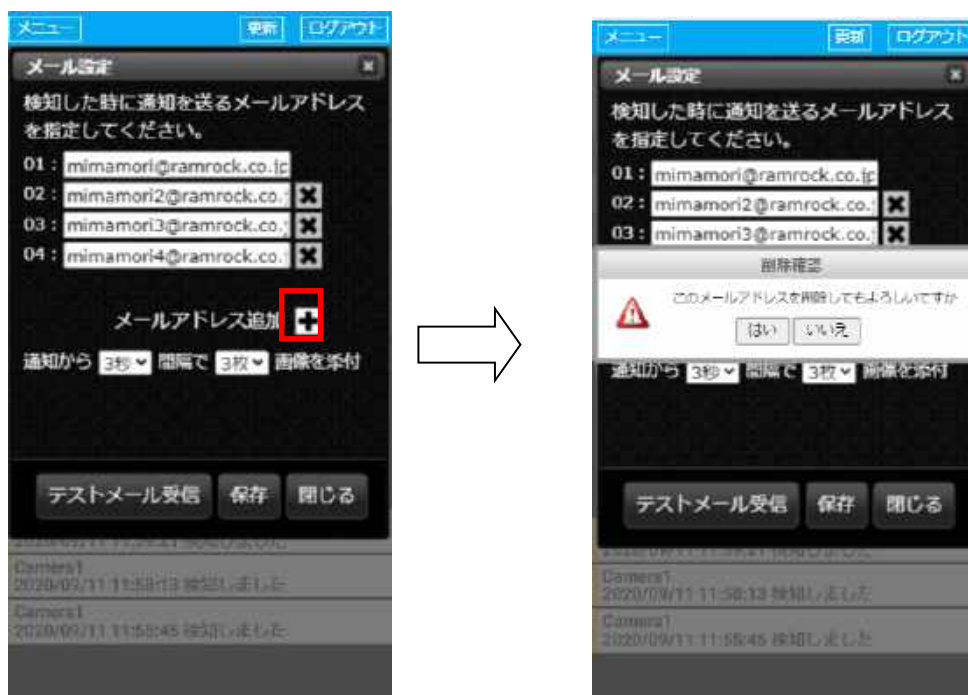 メニュー 更新 ログアウト
メール設定
検知した時に通知を送るメールアドレス
を指定してください。
01 : mimamori@ramrock.co.jp
02 : mimamori2@ramrock.co.
03 : mimamori3@ramrock.co.
04 : mimamori4@ramrock.co.
メールアドレス追加
通知から 3秒 間隔で 3枚 画像を添付
テストメール受信 保存 閉じる
Camera1
2020/09/11 11:58:13 検知しました
Camera1
2020/09/11 11:55:45 検知しました
メニュー 更新 ログアウト
メール設定
検知した時に通知を送るメールアドレス
を指定してください。
01 : mimamori@ramrock.co.jp
02 : mimamori2@ramrock.co.
03 : mimamori3@ramrock.co.
削除確認
このメールアドレスを削除してもよろしいですか
はい いいえ
通知から 3秒 間隔で 3枚 画像を添付
テストメール受信 保存 閉じる
Camera1
2020/09/11 11:58:13 検知しました
Camera1
2020/09/11 11:55:45 検知しました